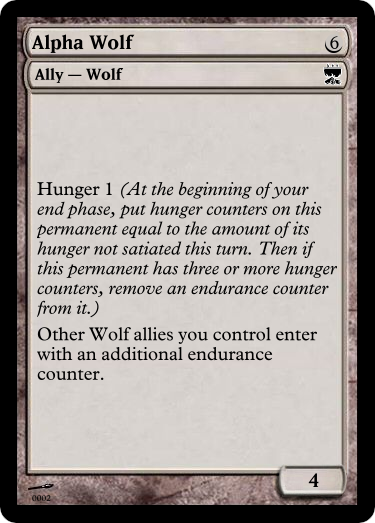 Alpha Wolf 6
Ally — Wolf
Hunger 1 (At the beginning of your
end phase, put hunger counters on this
permanent equal to the amount of its
hunger not satiated this turn. Then if
this permanent has three or more hunger
counters, remove an endurance counter
from it.)
Other Wolf allies you control enter
with an additional endurance
counter.
4
0002